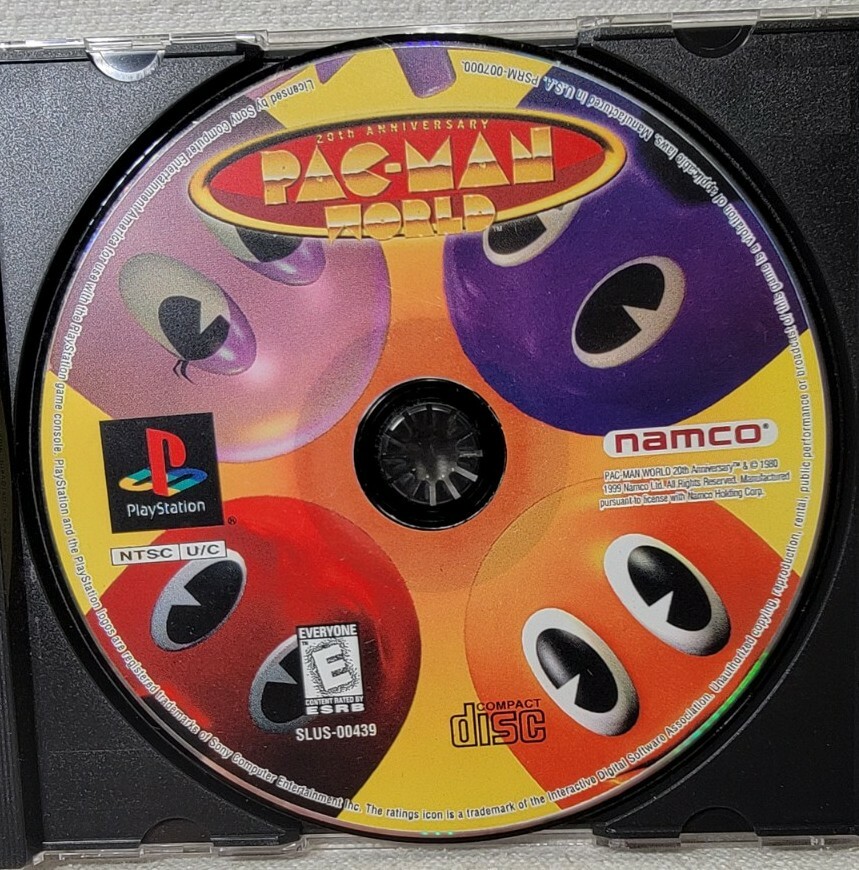 20th ANNIVERSARY
PAC-MAN
WORLD™
namco®
PAC-MAN WORLD 20th Anniversary™ & © 1980
1999 Namco Ltd. All Rights Reserved. Manufactured
pursuant to license with Namco Holding Corp.
PlayStation®
NTSC U/C
EVERYONE
E
CONTENT RATED BY
ESRB
SLUS-00439
COMPACT
disc
Licensed by Sony Computer Entertainment America for use with the PlayStation game console. PlayStation and the PlayStation logos are registered trademarks of Sony Computer Entertainment Inc. The ratings icon is a trademark of the Interactive Digital Software Association. Unauthorized copying, reproduction, rental, public performance or broadcast of this game is a violation of applicable laws. Manufactured in U.S.A. PSRM-007000.